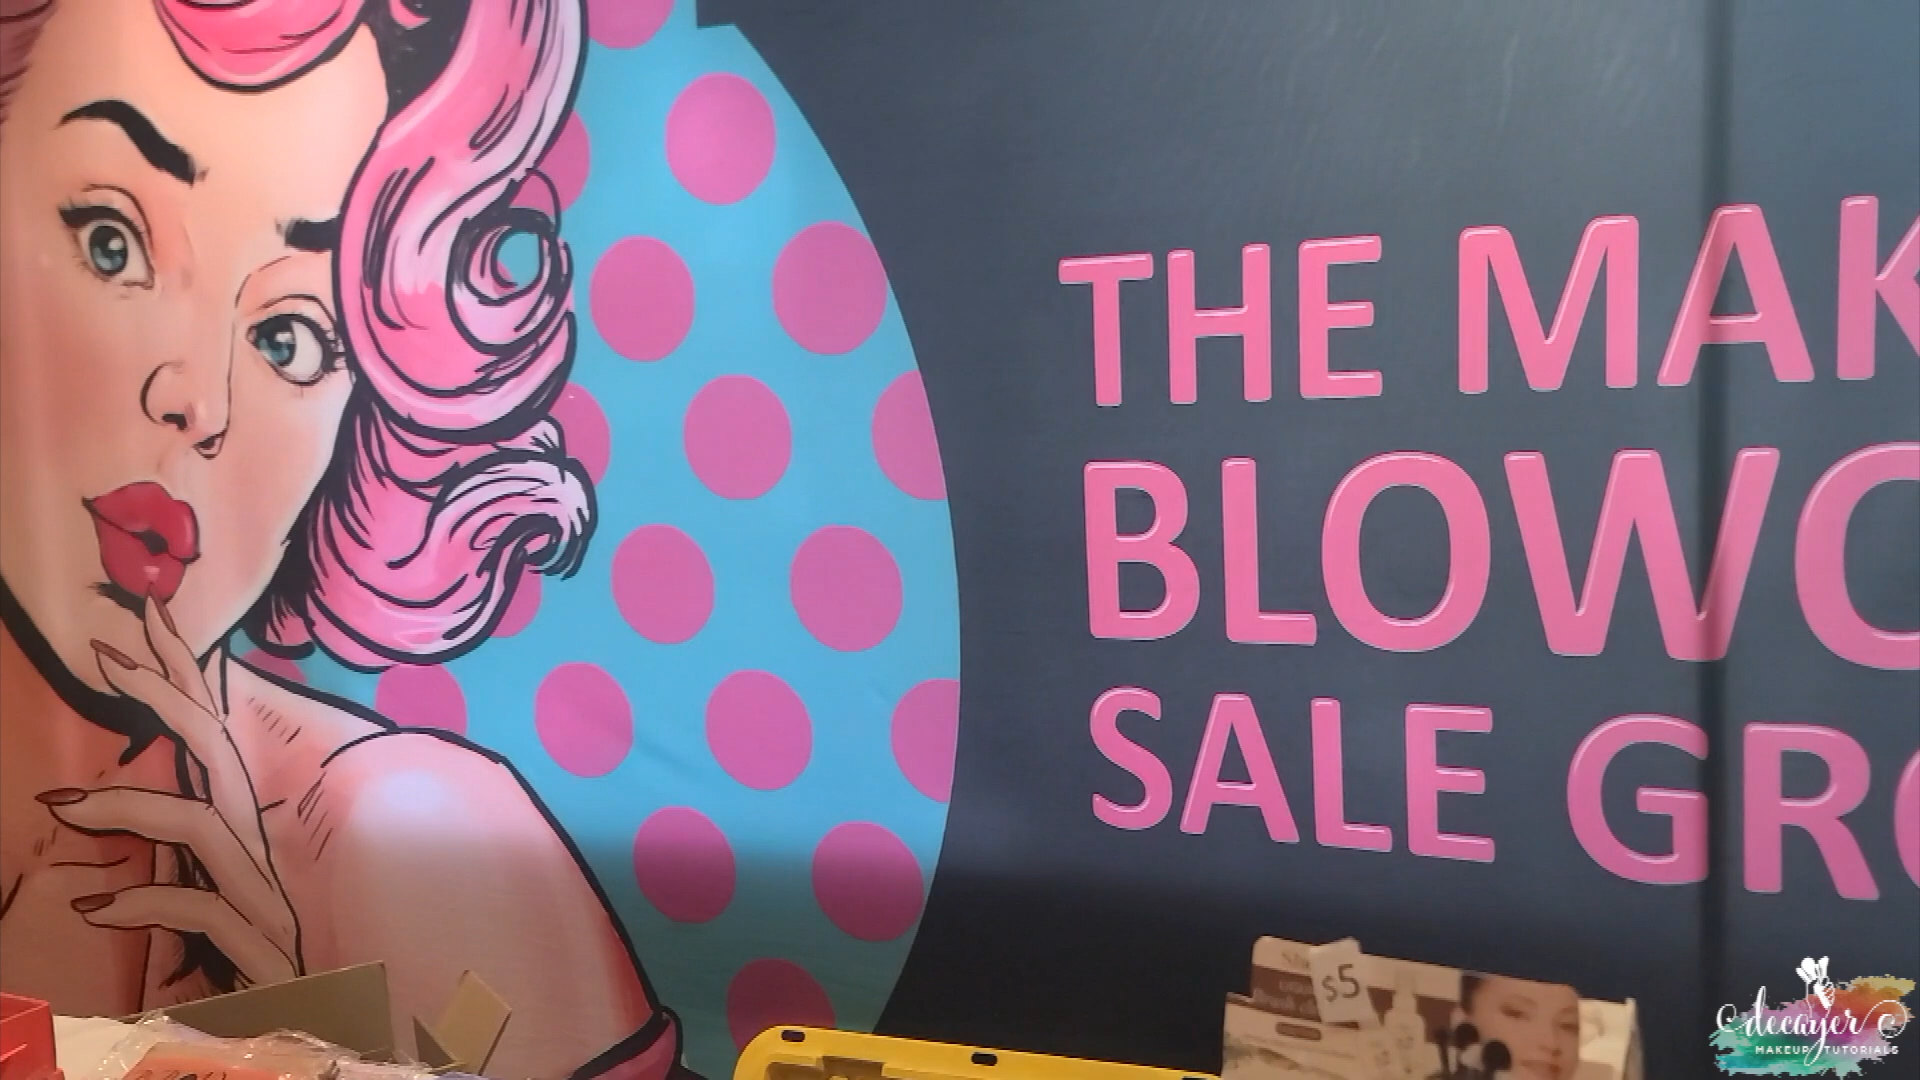 THE MAK
BLOWO
SALE GRO
$5
decayer
MAKEUP TUTORIALS